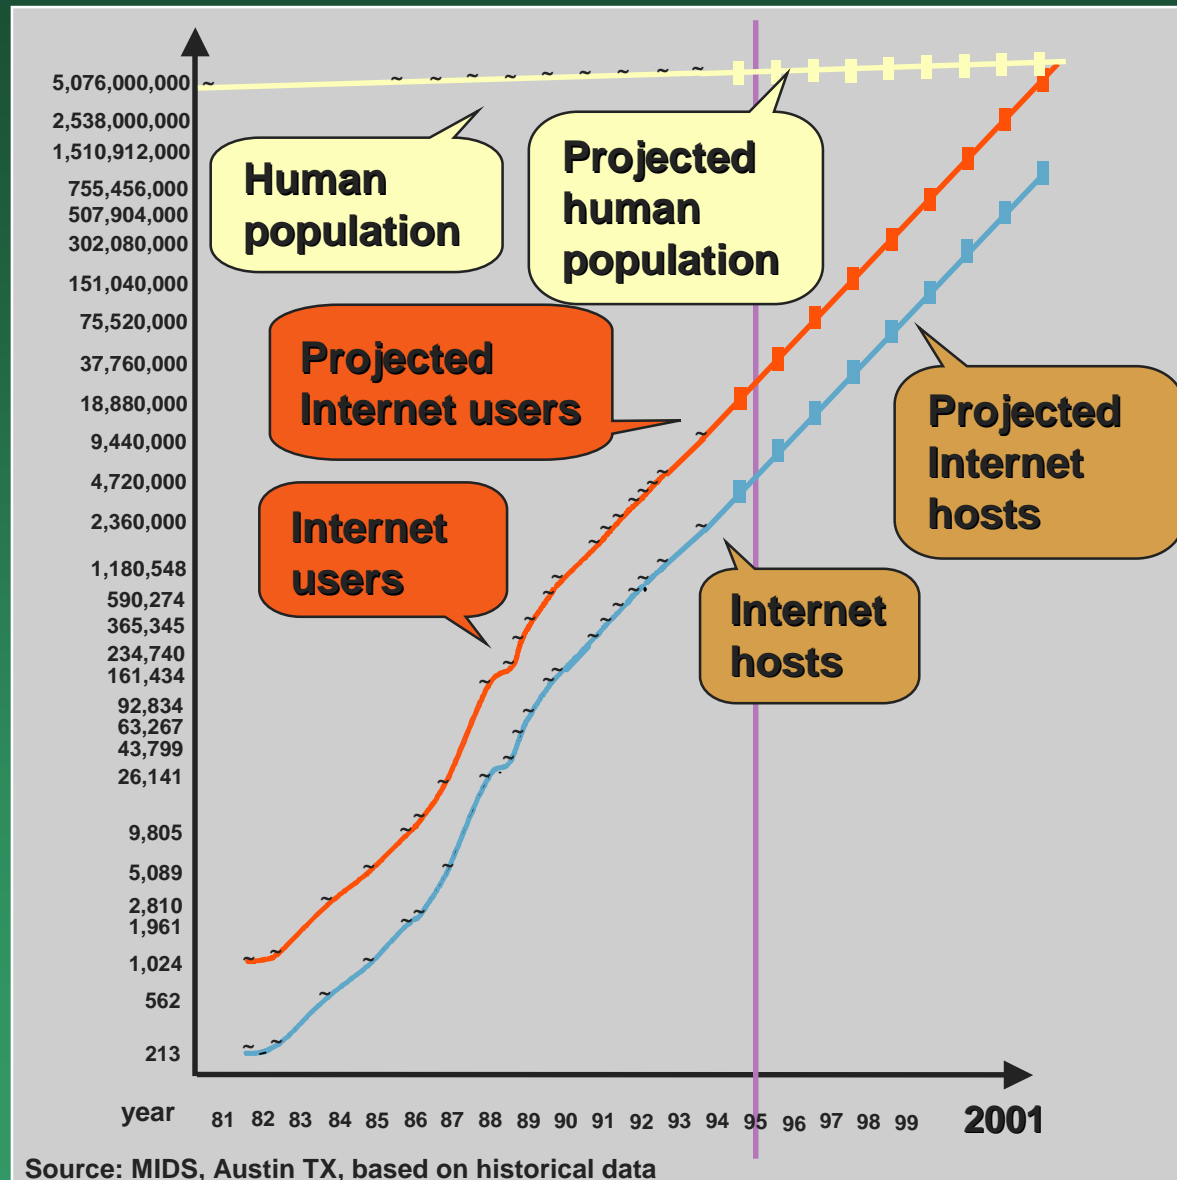 5,076,000,000
2,538,000,000
1,510,912,000
755,456,000
507,904,000
302,080,000
151,040,000
75,520,000
37,760,000
18,880,000
9,440,000
4,720,000
2,360,000
1,180,548
590,274
365,345
234,740
161,434
92,834
63,267
43,799
26,141
9,805
5,089
2,810
1,961
1,024
562
213
Human
population
Projected
human
population
Projected
Internet users
Internet
users
Projected
Internet
hosts
Internet
hosts
year 81 82 83 84 85 86 87 88 89 90 91 92 93 94 95 96 97 98 99 2001
Source: MIDS, Austin TX, based on historical data